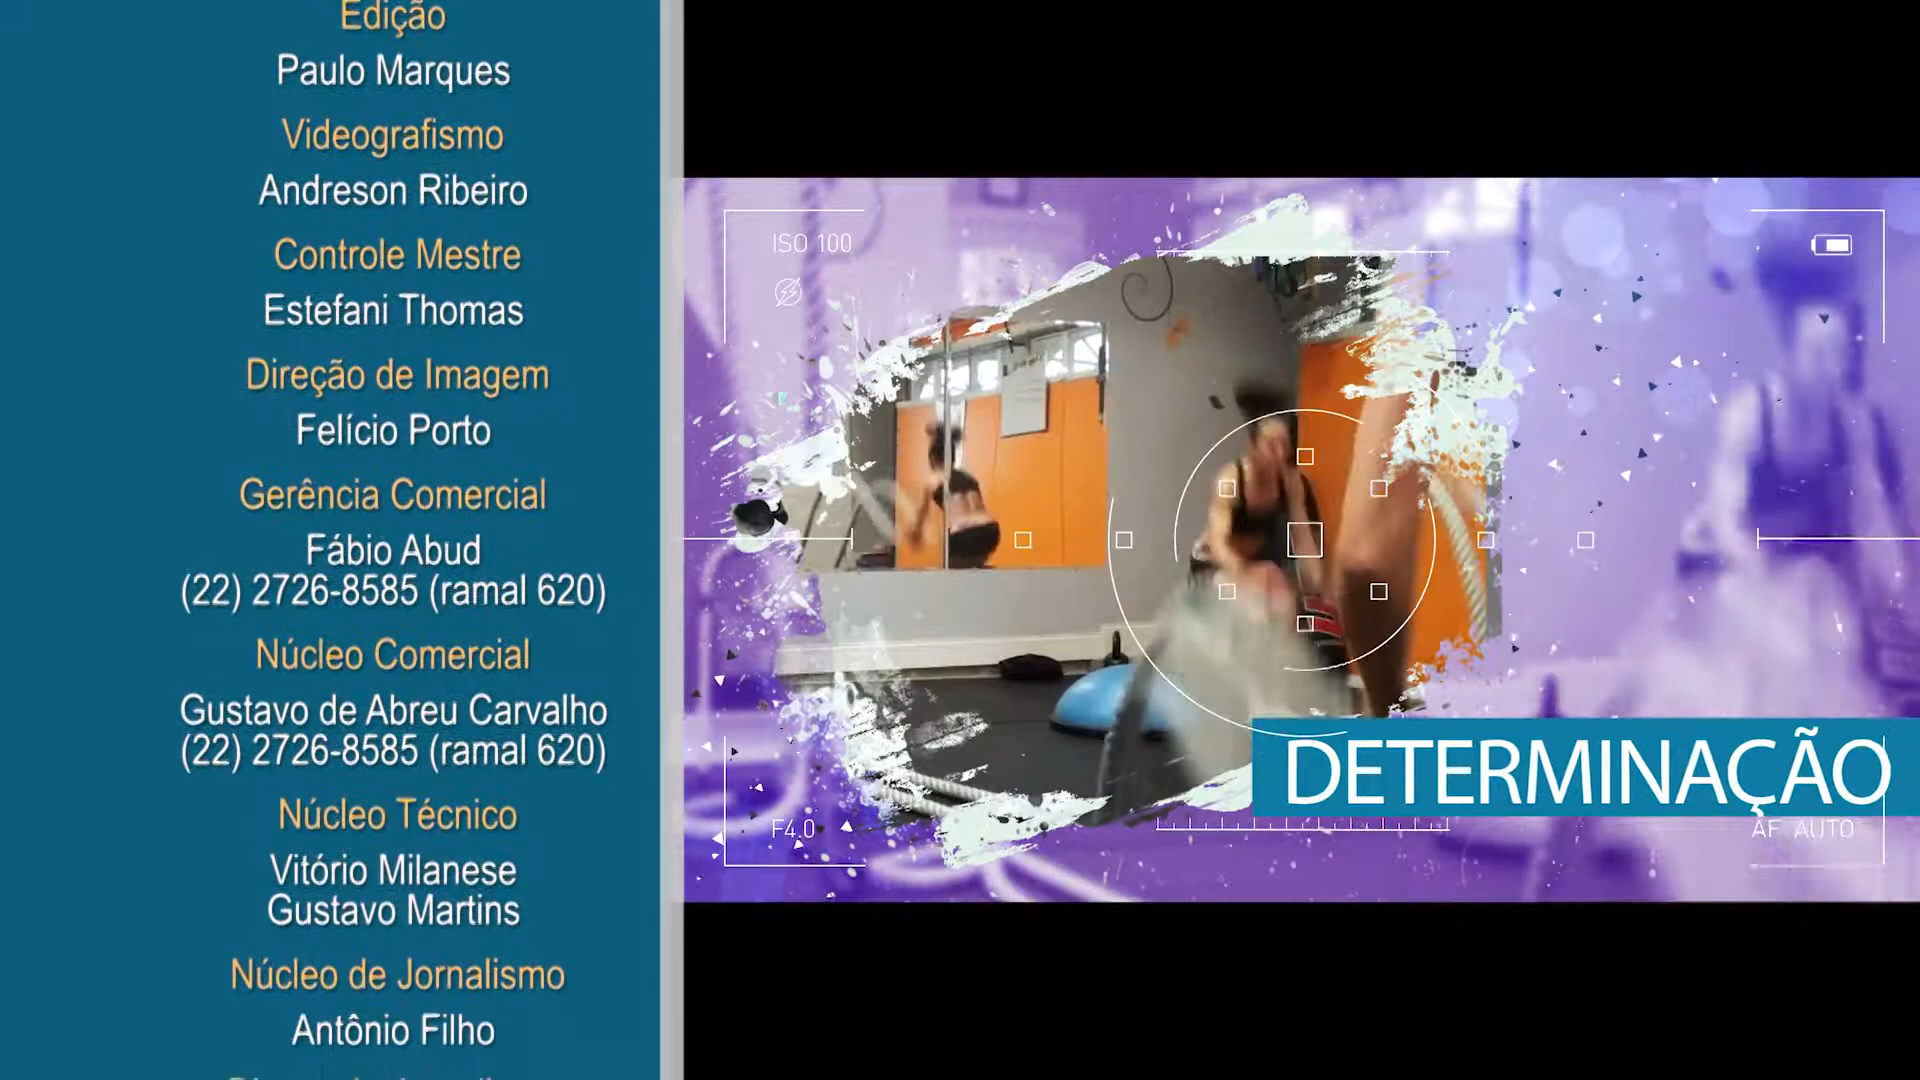 Edição
Paulo Marques
Videografismo
Andreson Ribeiro
Controle Mestre
Estefani Thomas
Direção de Imagem
Felício Porto
Gerência Comercial
Fábio Abud
(22) 2726-8585 (ramal 620)
Núcleo Comercial
Gustavo de Abreu Carvalho
(22) 2726-8585 (ramal 620)
Núcleo Técnico
Vitório Milanese
Gustavo Martins
Núcleo de Jornalismo
Antônio Filho
ISO 100
DETERMINAÇÃO
F4.0
AF AUTO